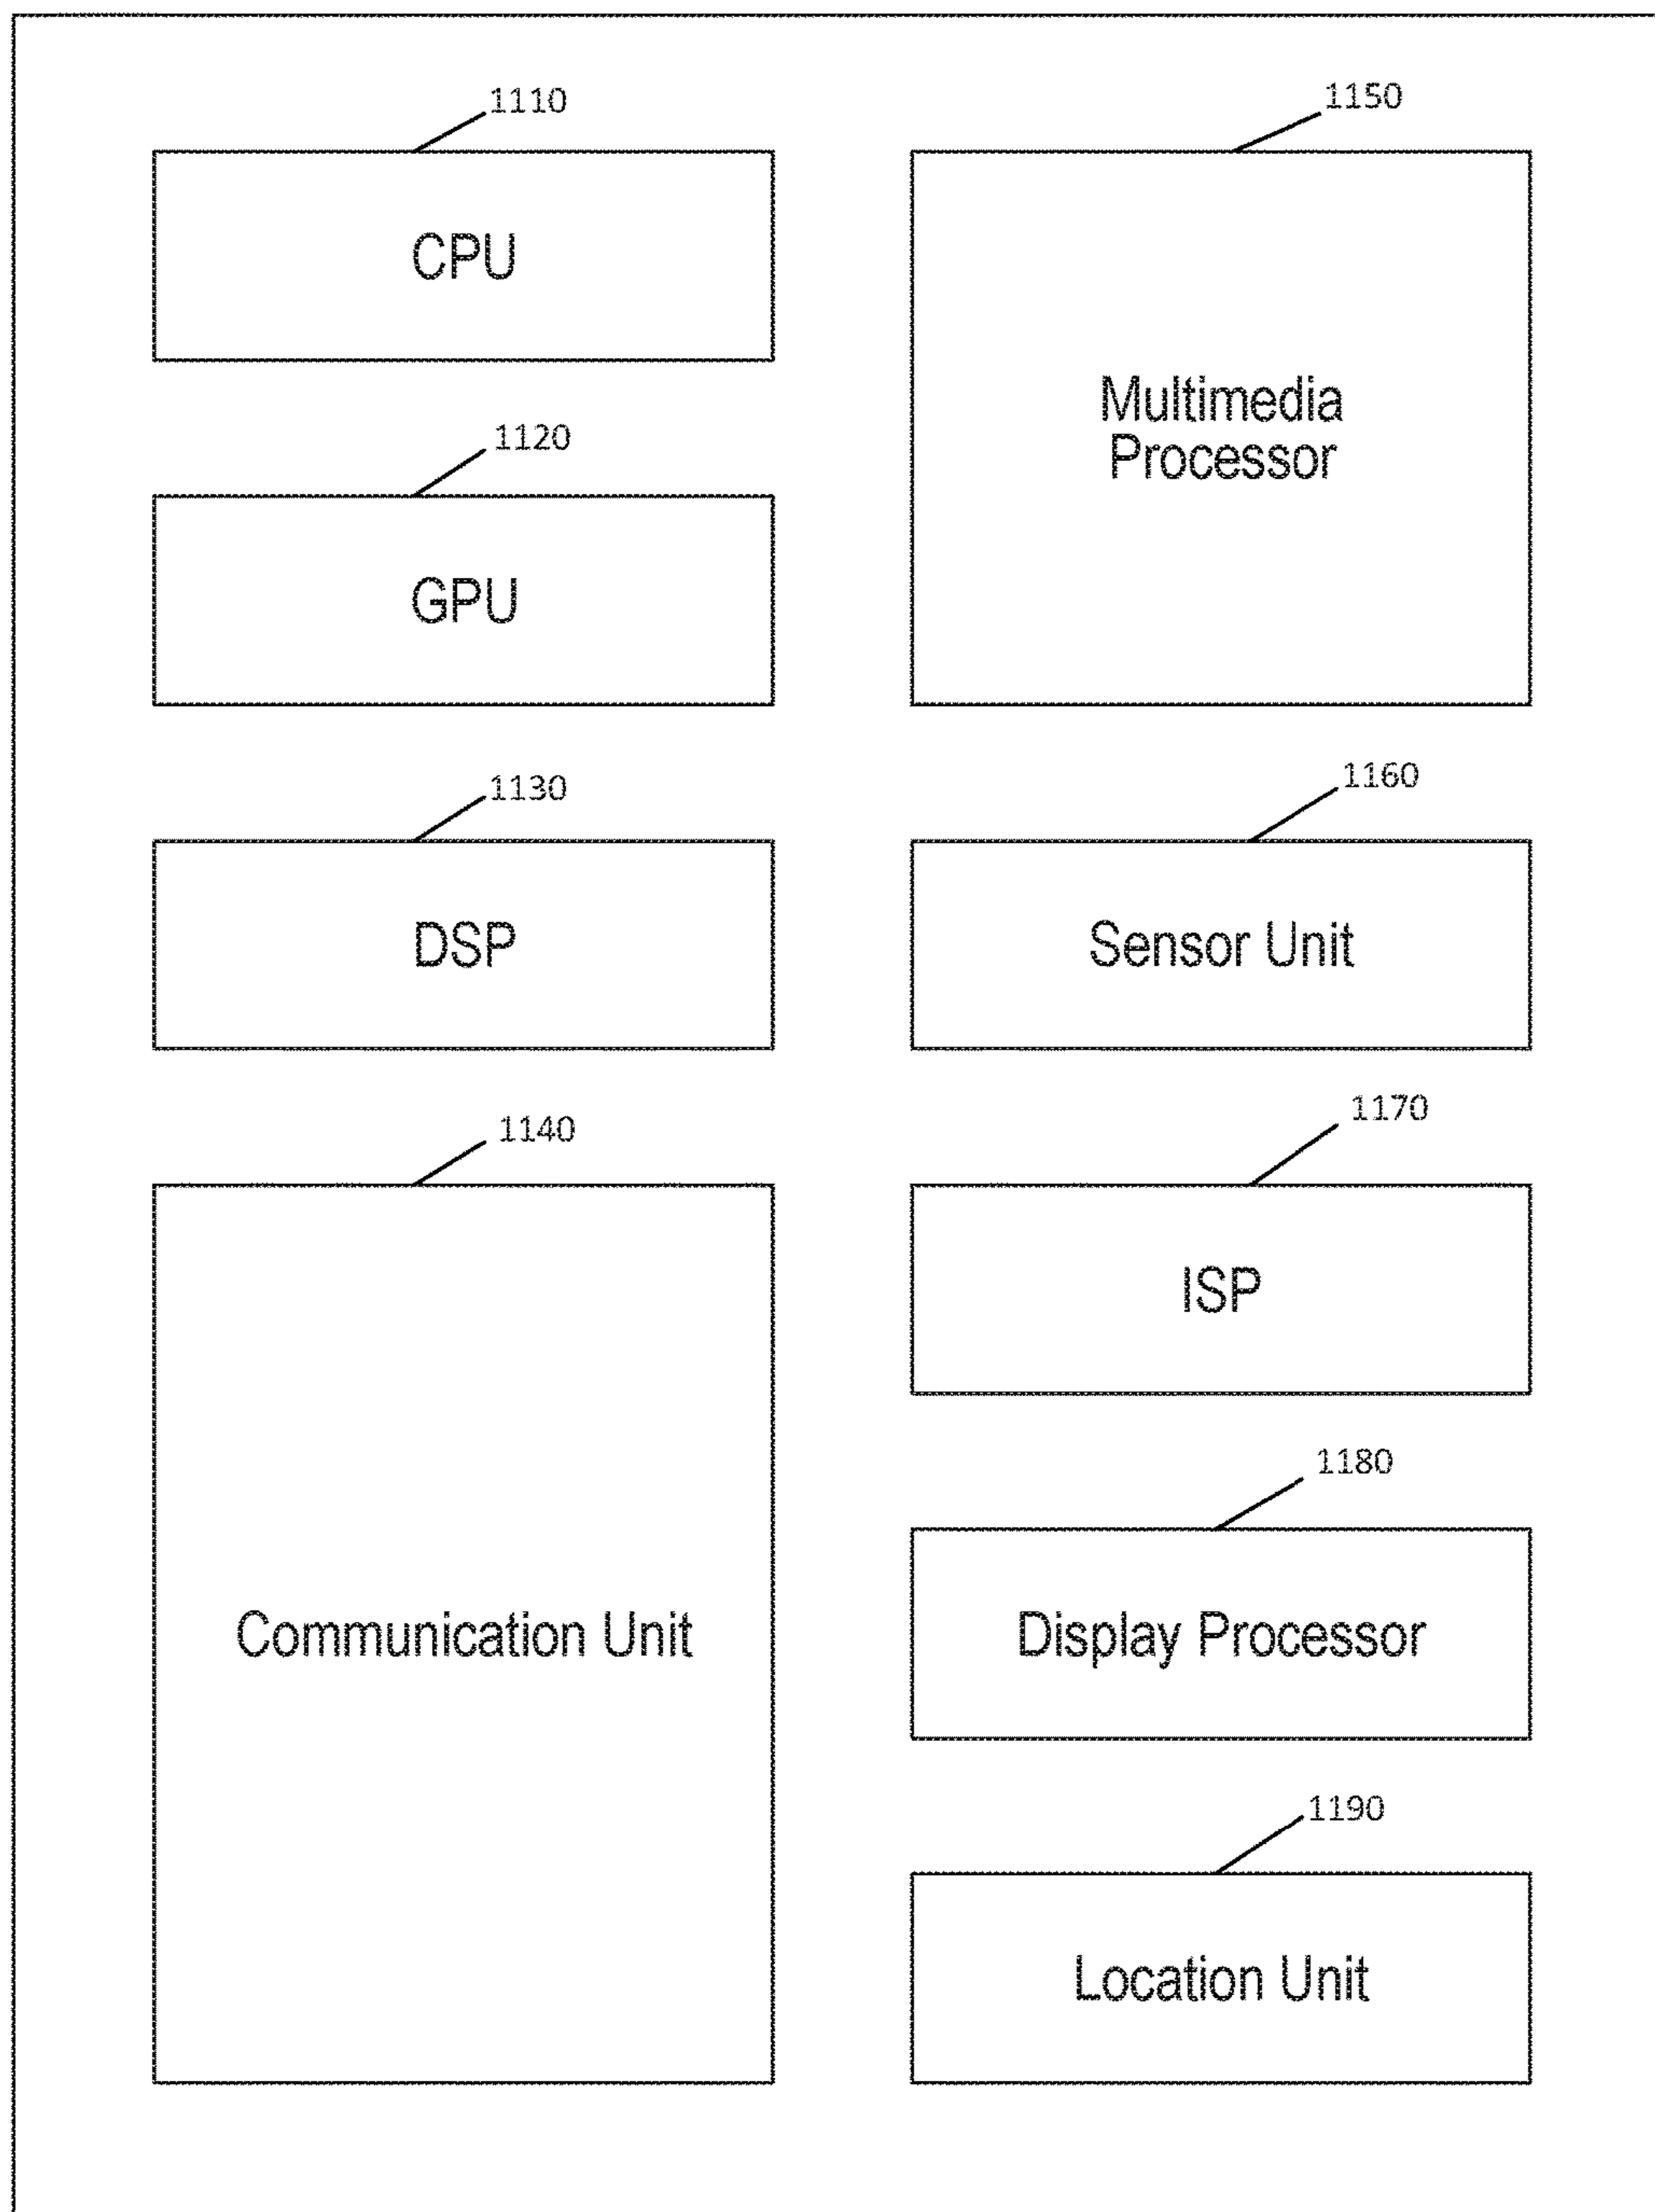 1110
CPU
1120
GPU
1130
DSP
1140
Communication Unit
1150
Multimedia
Processor
1160
Sensor Unit
1170
ISP
1180
Display Processor
1190
Location Unit